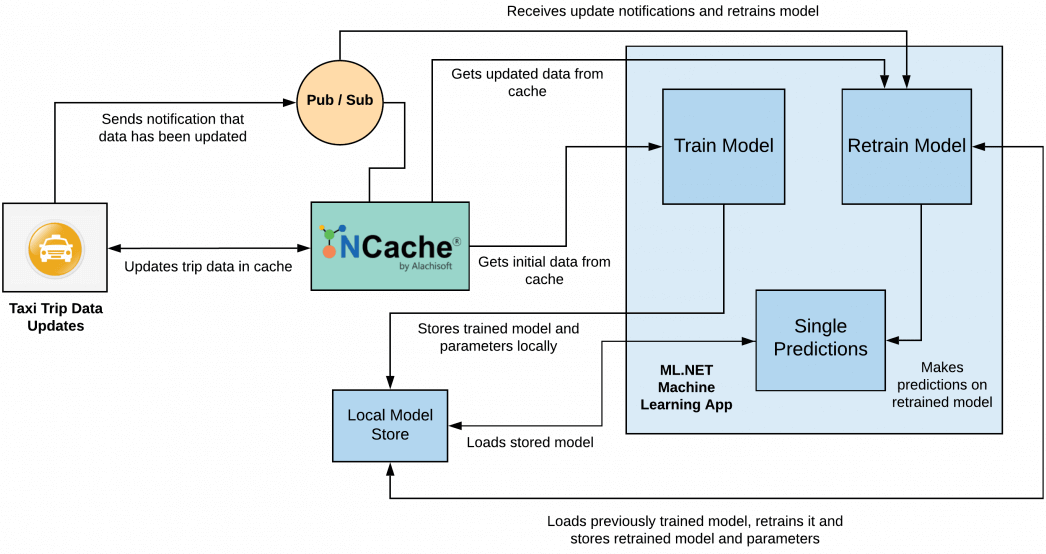 Receives update notifications and retrains model
Pub / Sub
Gets updated data from
cache
Sends notification that
data has been updated
Train Model
Retrain Model
NCache®
by Alachisoft
Updates trip data in cache
Gets initial data from
cache
Taxi Trip Data
Updates
Stores trained model and
parameters locally
Single
Predictions
ML.NET
Machine
Learning App
Makes
predictions on
retrained model
Local Model
Store
Loads stored model
Loads previously trained model, retrains it and
stores retrained model and parameters